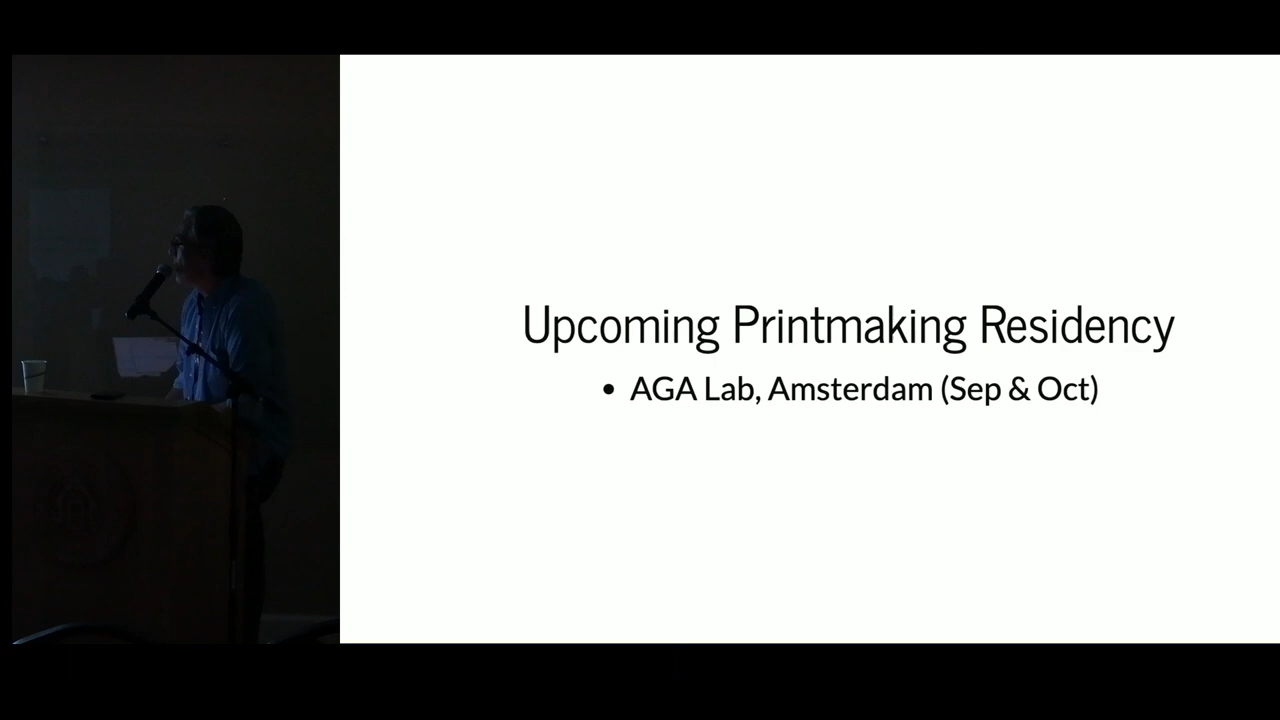 Upcoming Printmaking Residency
• AGA Lab, Amsterdam (Sep & Oct)